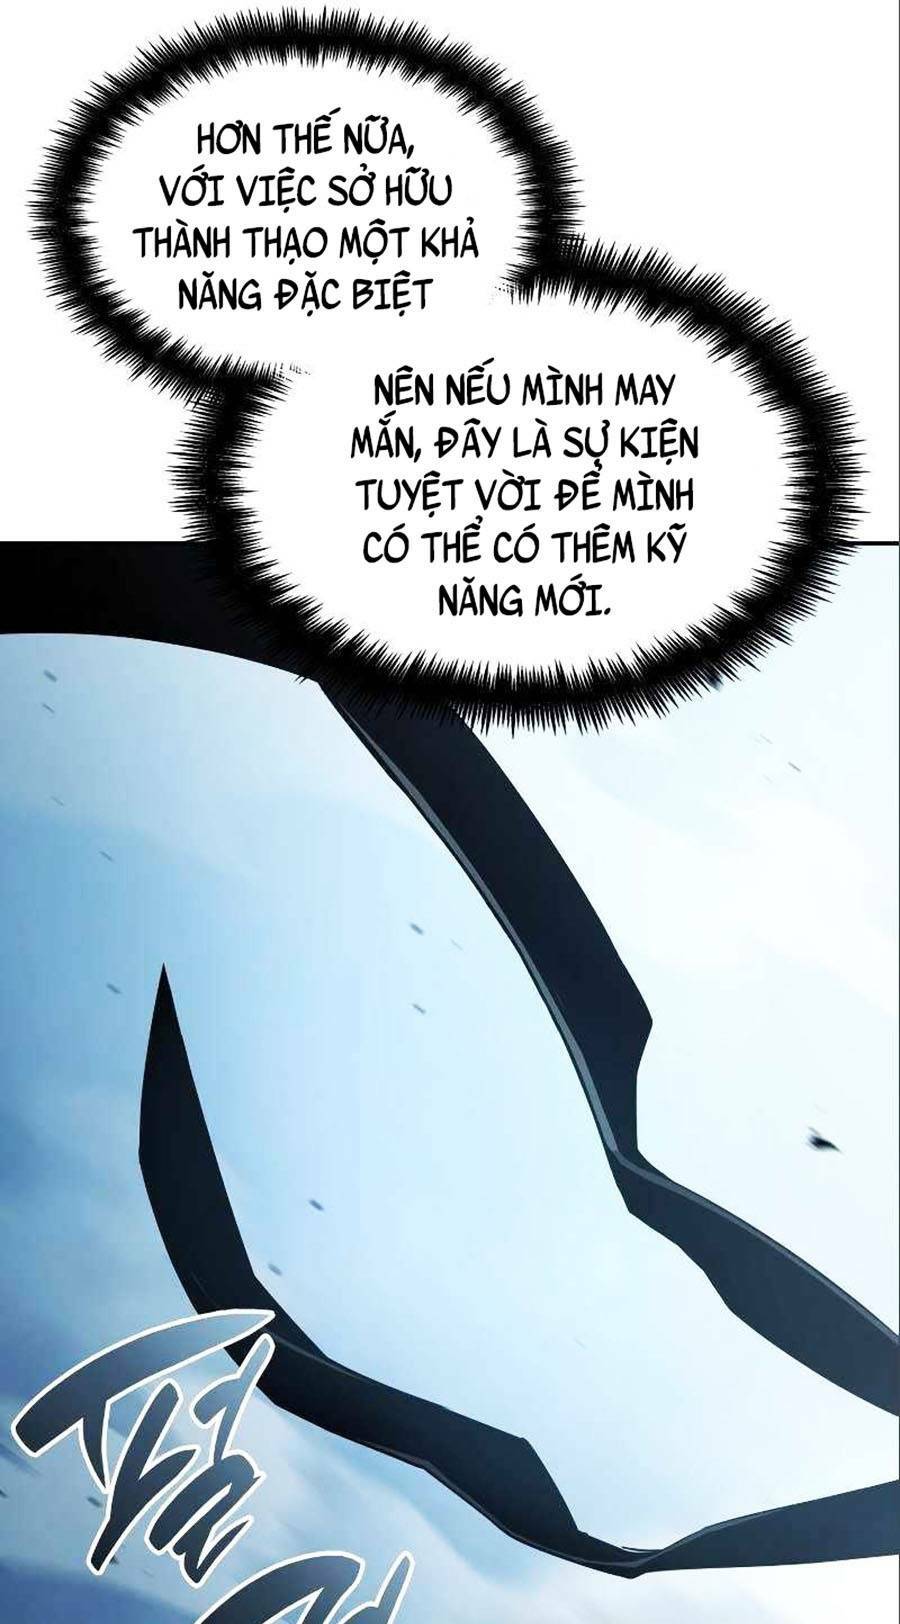 HƠN THẾ NỮA,
VỚI VIỆC SỞ HỮU
THÀNH THẠO MỘT KHẢ
NĂNG ĐẶC BIỆT
NÊN NẾU MÌNH MAY
MẮN, ĐÂY LÀ SỰ KIỆN
TUYỆT VỜI ĐỂ MÌNH
CÓ THỂ CÓ THÊM KỸ
NĂNG MỚI.